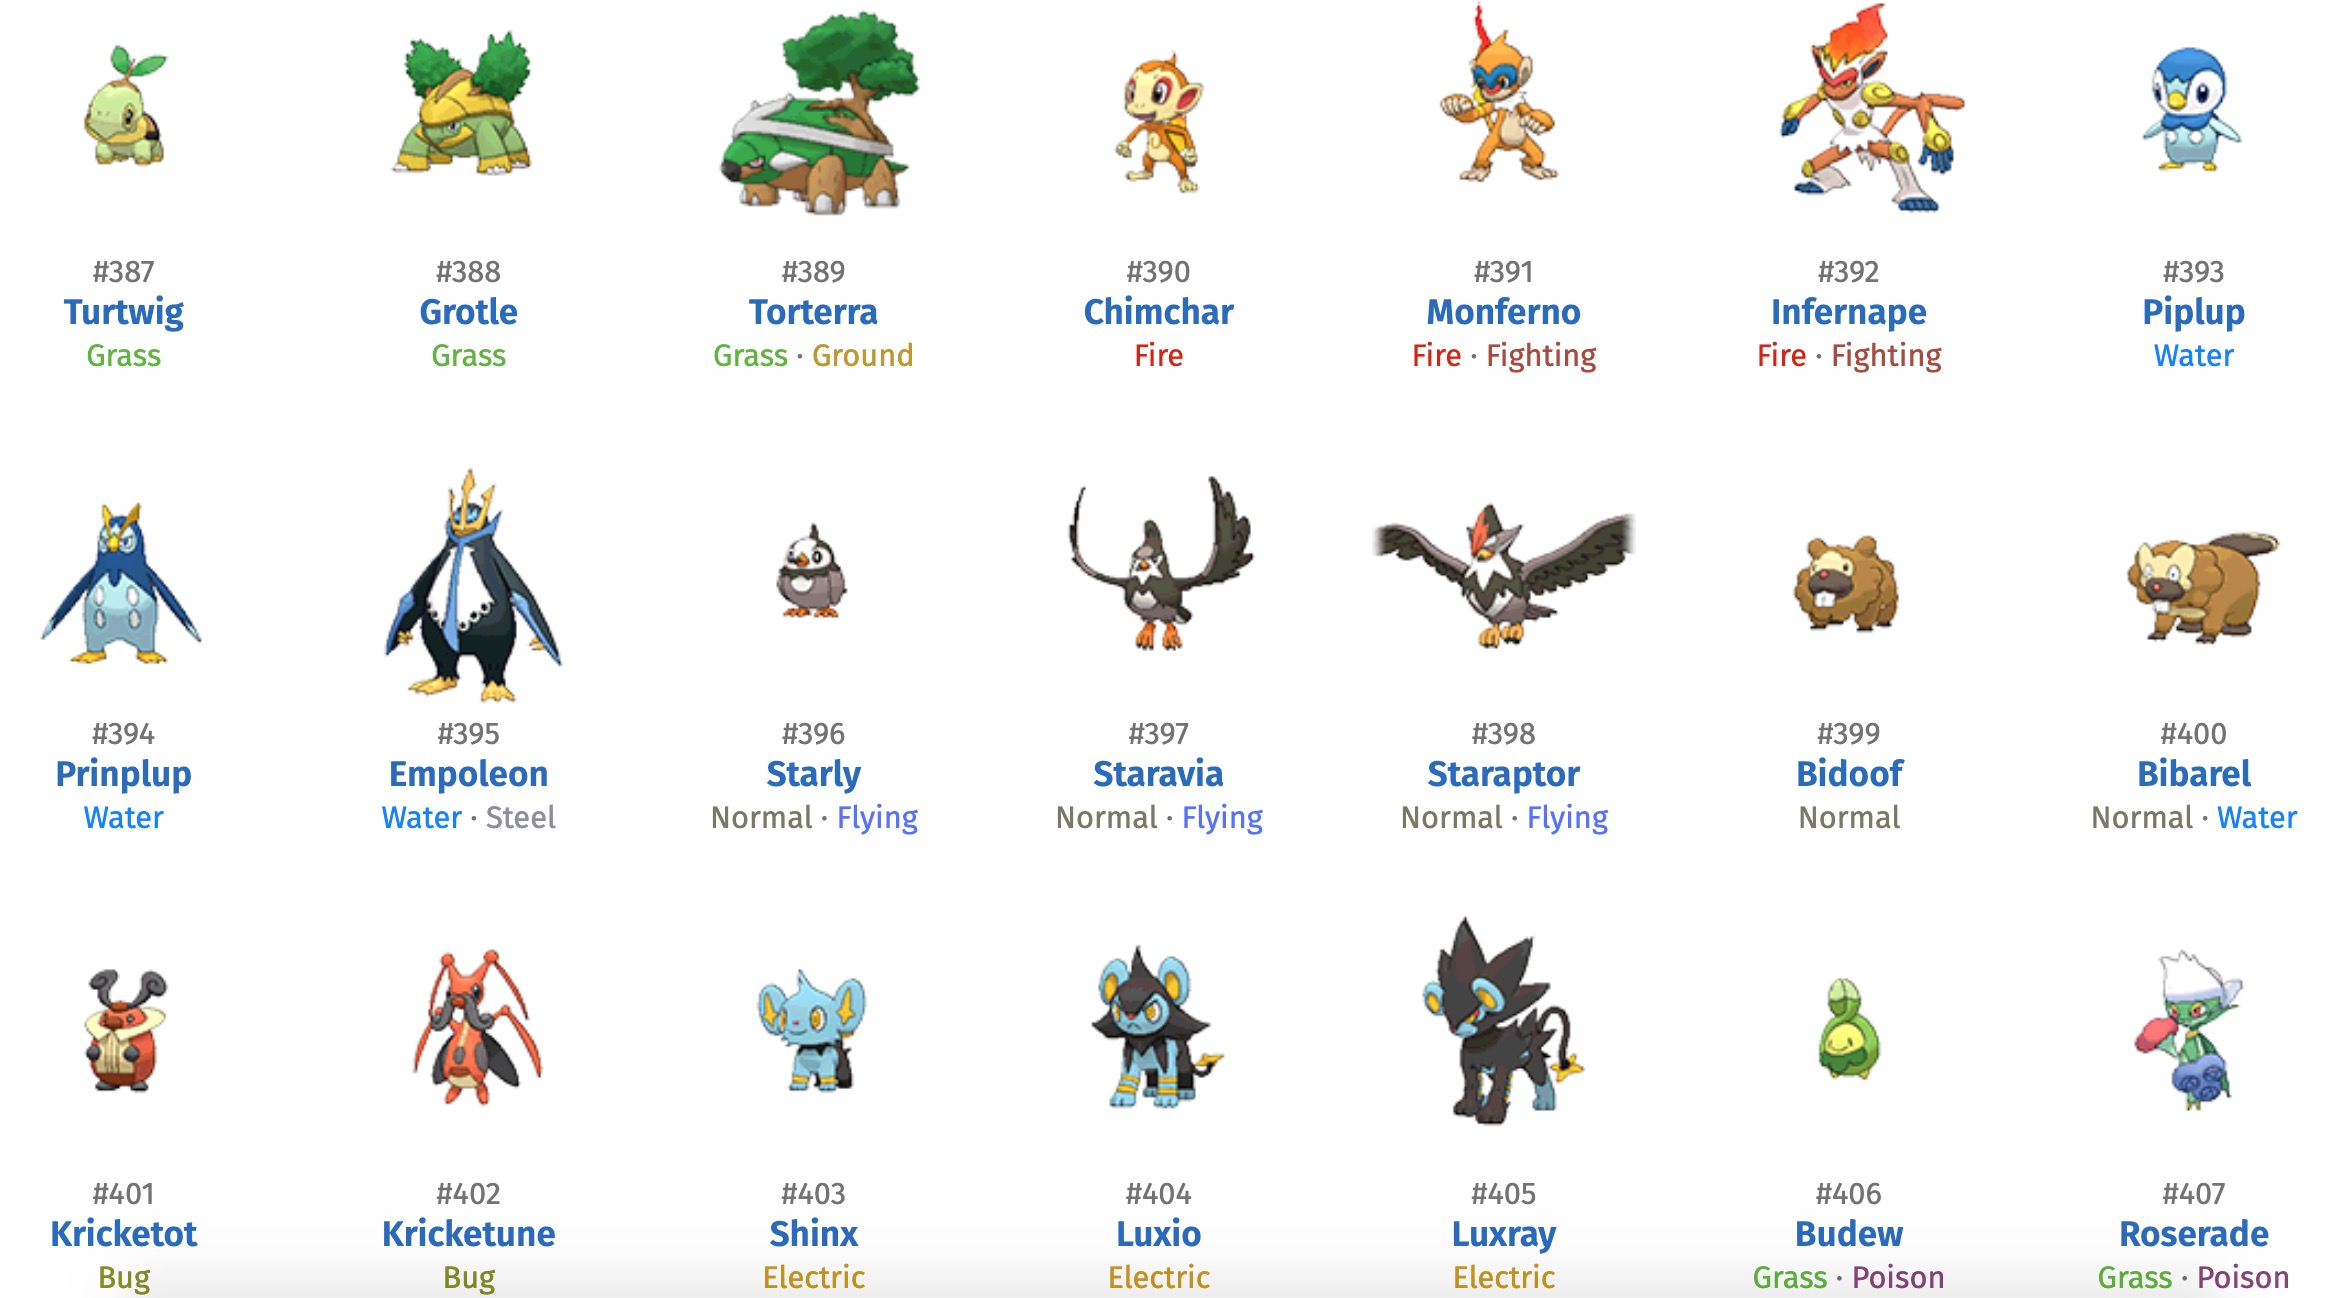 #387 #388 #389 #390 #391 #392 #393
Turtwig Grotle Torterra Chimchar Monferno Infernape Piplup
Grass Grass Grass · Ground Fire Fire · Fighting Fire · Fighting Water
#394 #395 #396 #397 #398 #399 #400
Prinplup Empoleon Starly Staravia Staraptor Bidoof Bibarel
Water Water · Steel Normal · Flying Normal · Flying Normal · Flying Normal Normal · Water
#401 #402 #403 #404 #405 #406 #407
Kricketot Kricketune Shinx Luxio Luxray Budew Roserade
Bug Bug Electric Electric Electric Grass · Poison Grass · Poison